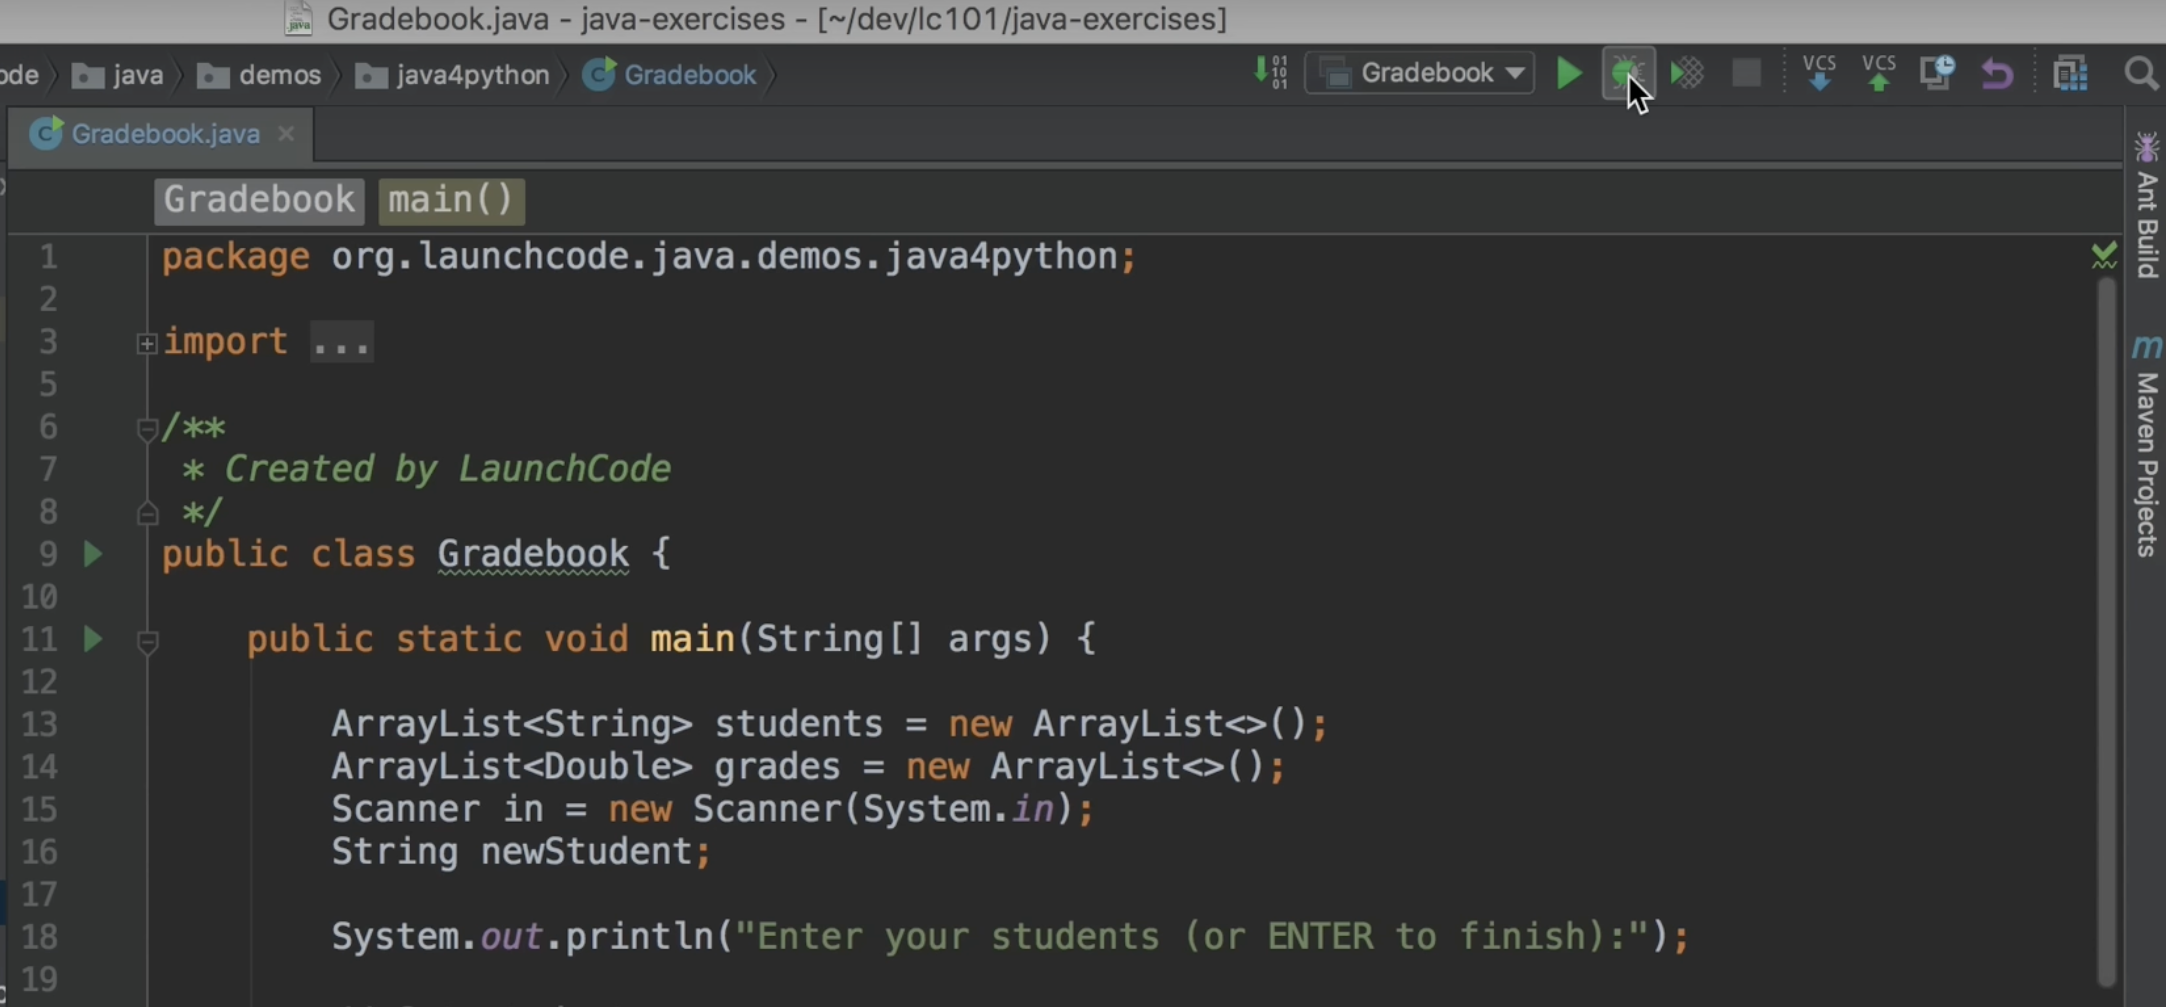 Gradebook.java - java-exercises - [~/dev/lc101/java-exercises]
ode java demos java4python Gradebook
01
10
01
Gradebook
VCS VCS
Gradebook.java
Gradebook main()
1 package org.launchcode.java.demos.java4python;
2
3 import ...
5
6 /**
7 * Created by LaunchCode
8 */
9 public class Gradebook {
10
11 public static void main(String[] args) {
12
13 ArrayList<String> students = new ArrayList<>();
14 ArrayList<Double> grades = new ArrayList<>();
15 Scanner in = new Scanner(System.in);
16 String newStudent;
17
18 System.out.println("Enter your students (or ENTER to finish):");
19
Ant Build
m Maven Projects